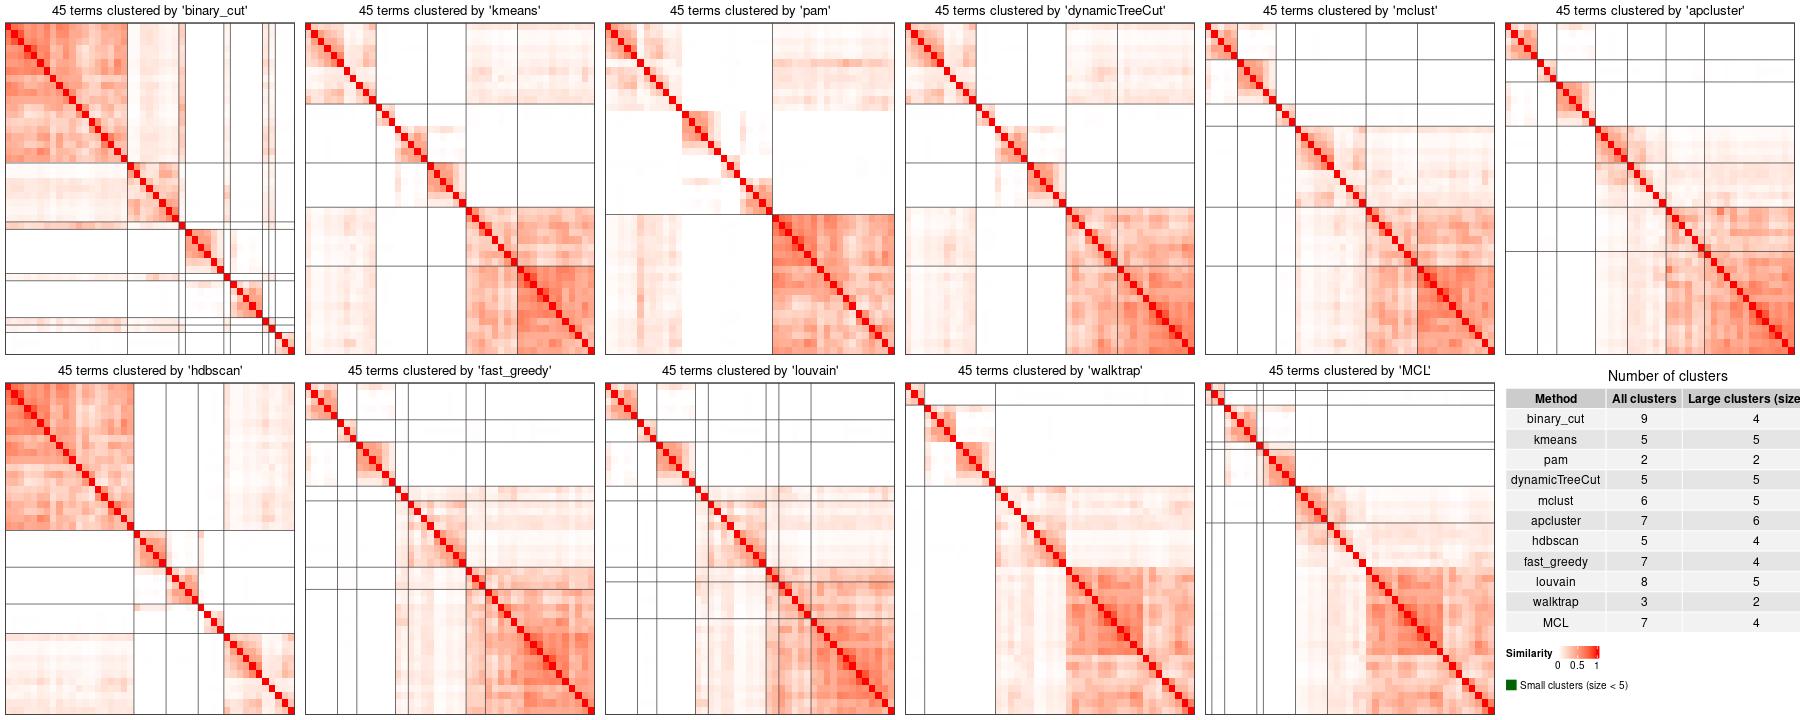 45 terms clustered by 'binary_cut'
45 terms clustered by 'kmeans'
45 terms clustered by 'pam'
45 terms clustered by 'dynamicTreeCut'
45 terms clustered by 'mclust'
45 terms clustered by 'apcluster'
45 terms clustered by 'hdbscan'
45 terms clustered by 'fast_greedy'
45 terms clustered by 'louvain'
45 terms clustered by 'walktrap'
45 terms clustered by 'MCL'
Number of clusters
Method All clusters Large clusters (size
binary_cut 9 4
kmeans 5 5
pam 2 2
dynamicTreeCut 5 5
mclust 6 5
apcluster 7 6
hdbscan 5 4
fast_greedy 7 4
louvain 8 5
walktrap 3 2
MCL 7 4
Similarity
0 0.5 1
Small clusters (size < 5)